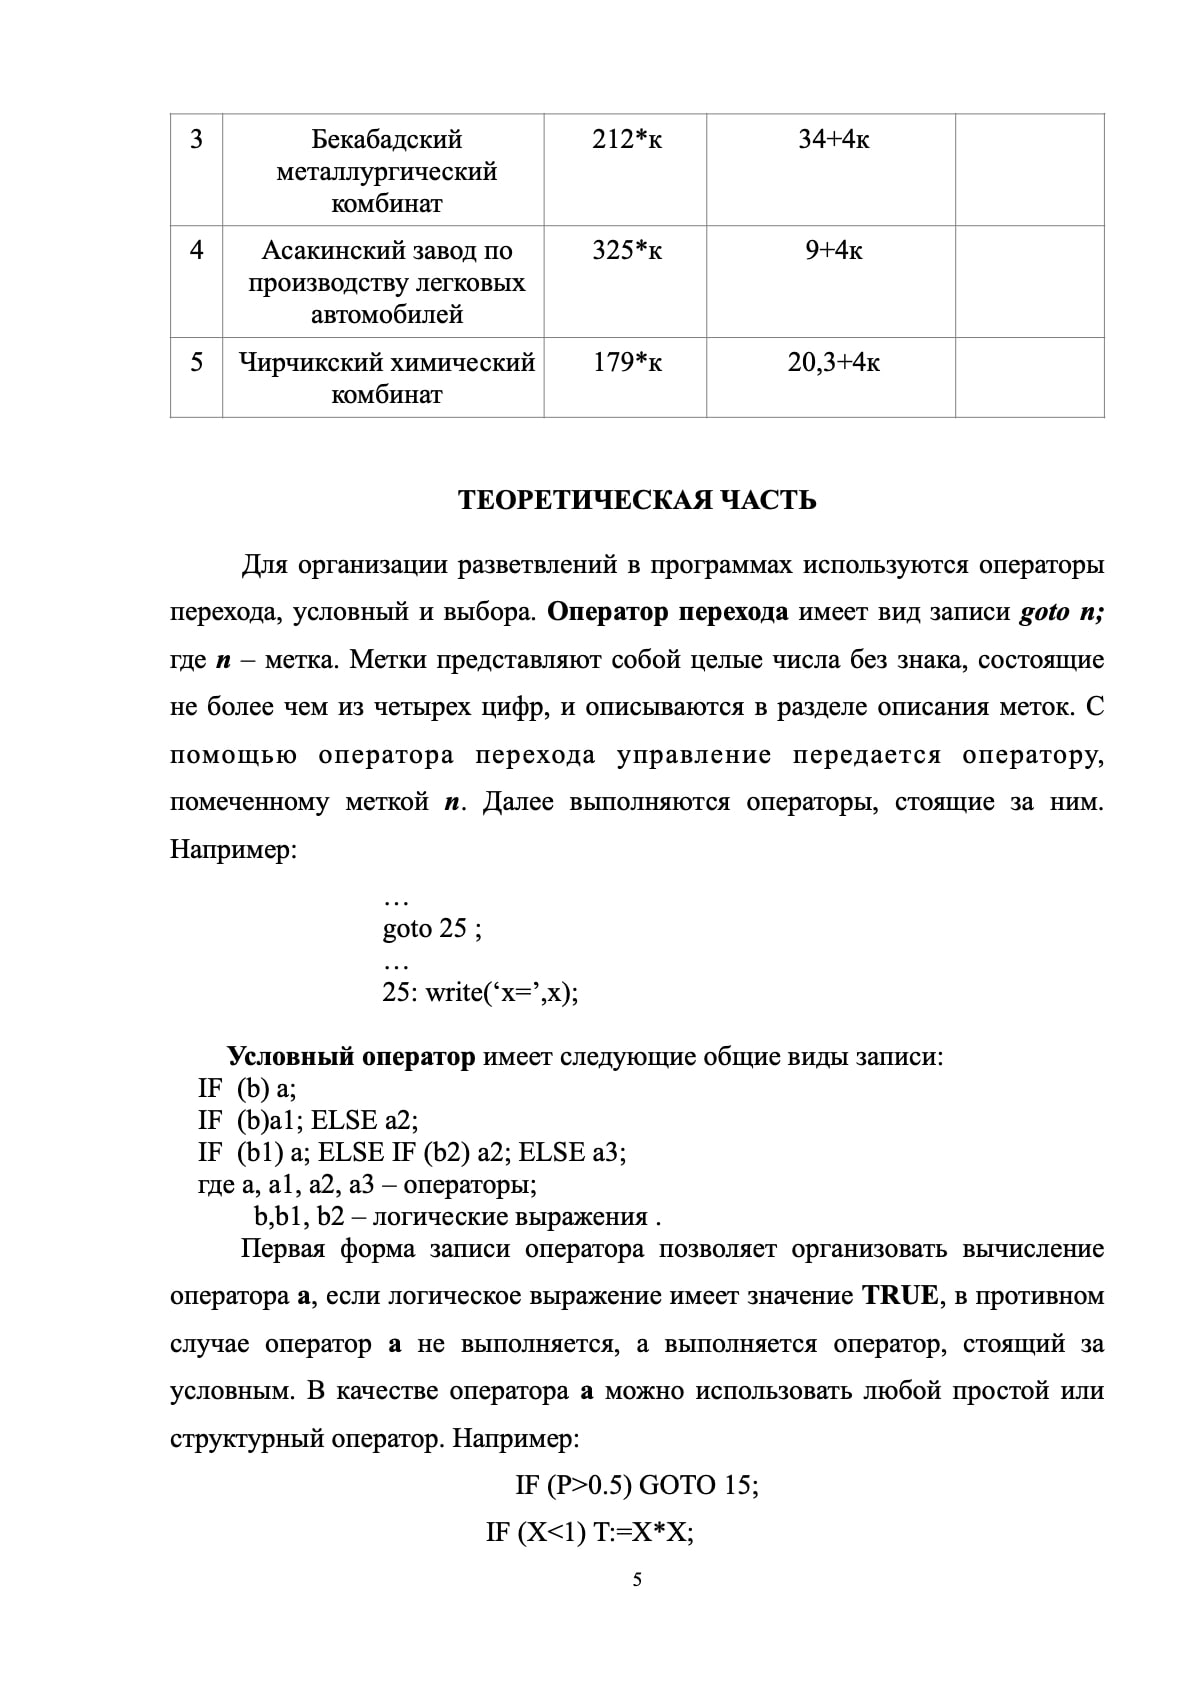 3 Бекабадский 212*к 34+4к
металлургический
комбинат
4 Асакинский завод по 325*к 9+4к
производству легковых
автомобилей
5 Чирчикский химический 179*к 20,3+4к
комбинат
ТЕОРЕТИЧЕСКАЯ ЧАСТЬ
Для организации разветвлений в программах используются операторы
перехода, условный и выбора. Оператор перехода имеет вид записи goto n;
где n – метка. Метки представляют собой целые числа без знака, состоящие
не более чем из четырех цифр, и описываются в разделе описания меток. С
помощью оператора перехода управление передается оператору,
помеченному меткой n. Далее выполняются операторы, стоящие за ним.
Например:
…
goto 25 ;
…
25: write(‘x=’,x);
Условный оператор имеет следующие общие виды записи:
IF (b) a;
IF (b)a1; ELSE a2;
IF (b1) a; ELSE IF (b2) a2; ELSE a3;
где a, a1, a2, a3 – операторы;
b,b1, b2 – логические выражения .
Первая форма записи оператора позволяет организовать вычисление
оператора a, если логическое выражение имеет значение TRUE, в противном
случае оператор a не выполняется, а выполняется оператор, стоящий за
условным. В качестве оператора a можно использовать любой простой или
структурный оператор. Например:
IF (P>0.5) GOTO 15;
IF (X<1) T:=X*X;
5